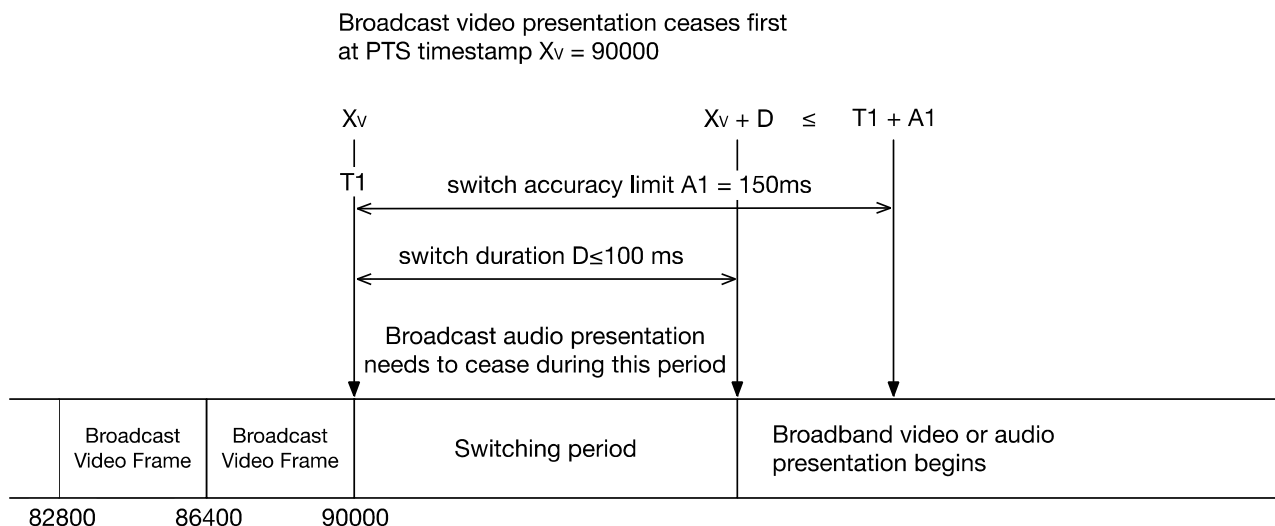 Broadcast video presentation ceases first
at PTS timestamp Xv = 90000
Xv
Xv + D ≤ T1 + A1
T1
switch accuracy limit A1 = 150ms
switch duration D≤100 ms
Broadcast audio presentation
needs to cease during this period
Broadcast
Video Frame
Broadcast
Video Frame
Switching period
Broadband video or audio
presentation begins
82800
86400
90000